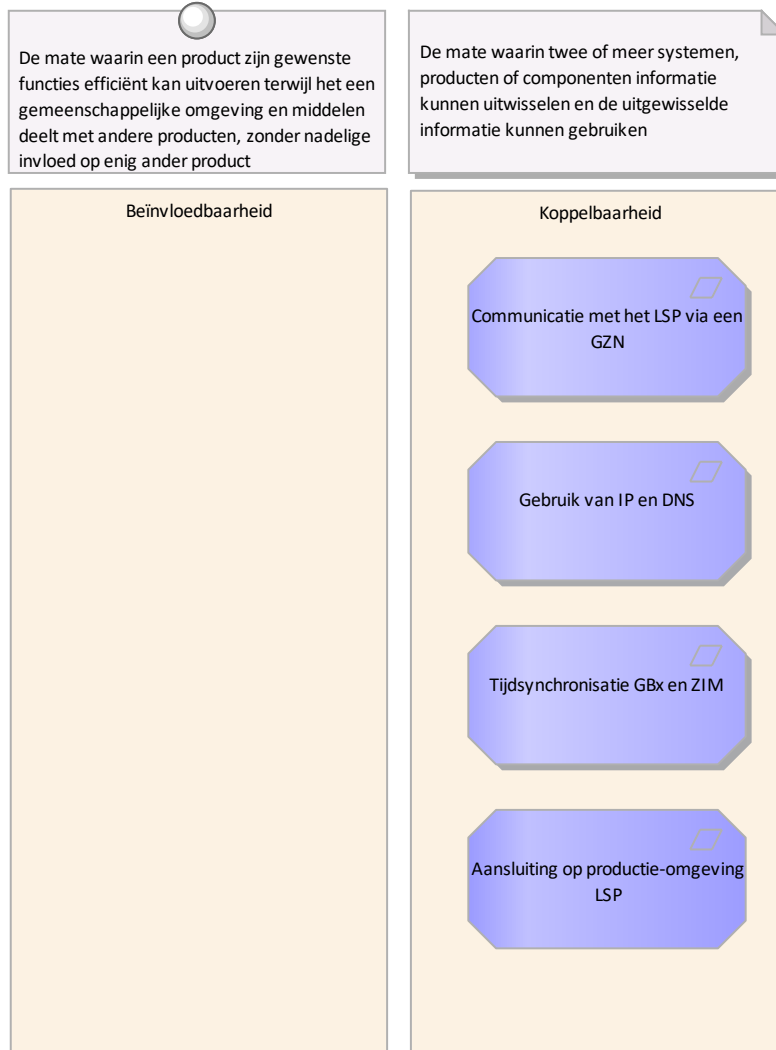 De mate waarin een product zijn gewenste
functies efficiënt kan uitvoeren terwijl het een
gemeenschappelijke omgeving en middelen
deelt met andere producten, zonder nadelige
invloed op enig ander product
De mate waarin twee of meer systemen,
producten of componenten informatie
kunnen uitwisselen en de uitgewisselde
informatie kunnen gebruiken
Beïnvloedbaarheid
Koppelbaarheid
Communicatie met het LSP via een
GZN
Gebruik van IP en DNS
Tijdsynchronisatie GBx en ZIM
Aansluiting op productie-omgeving
LSP